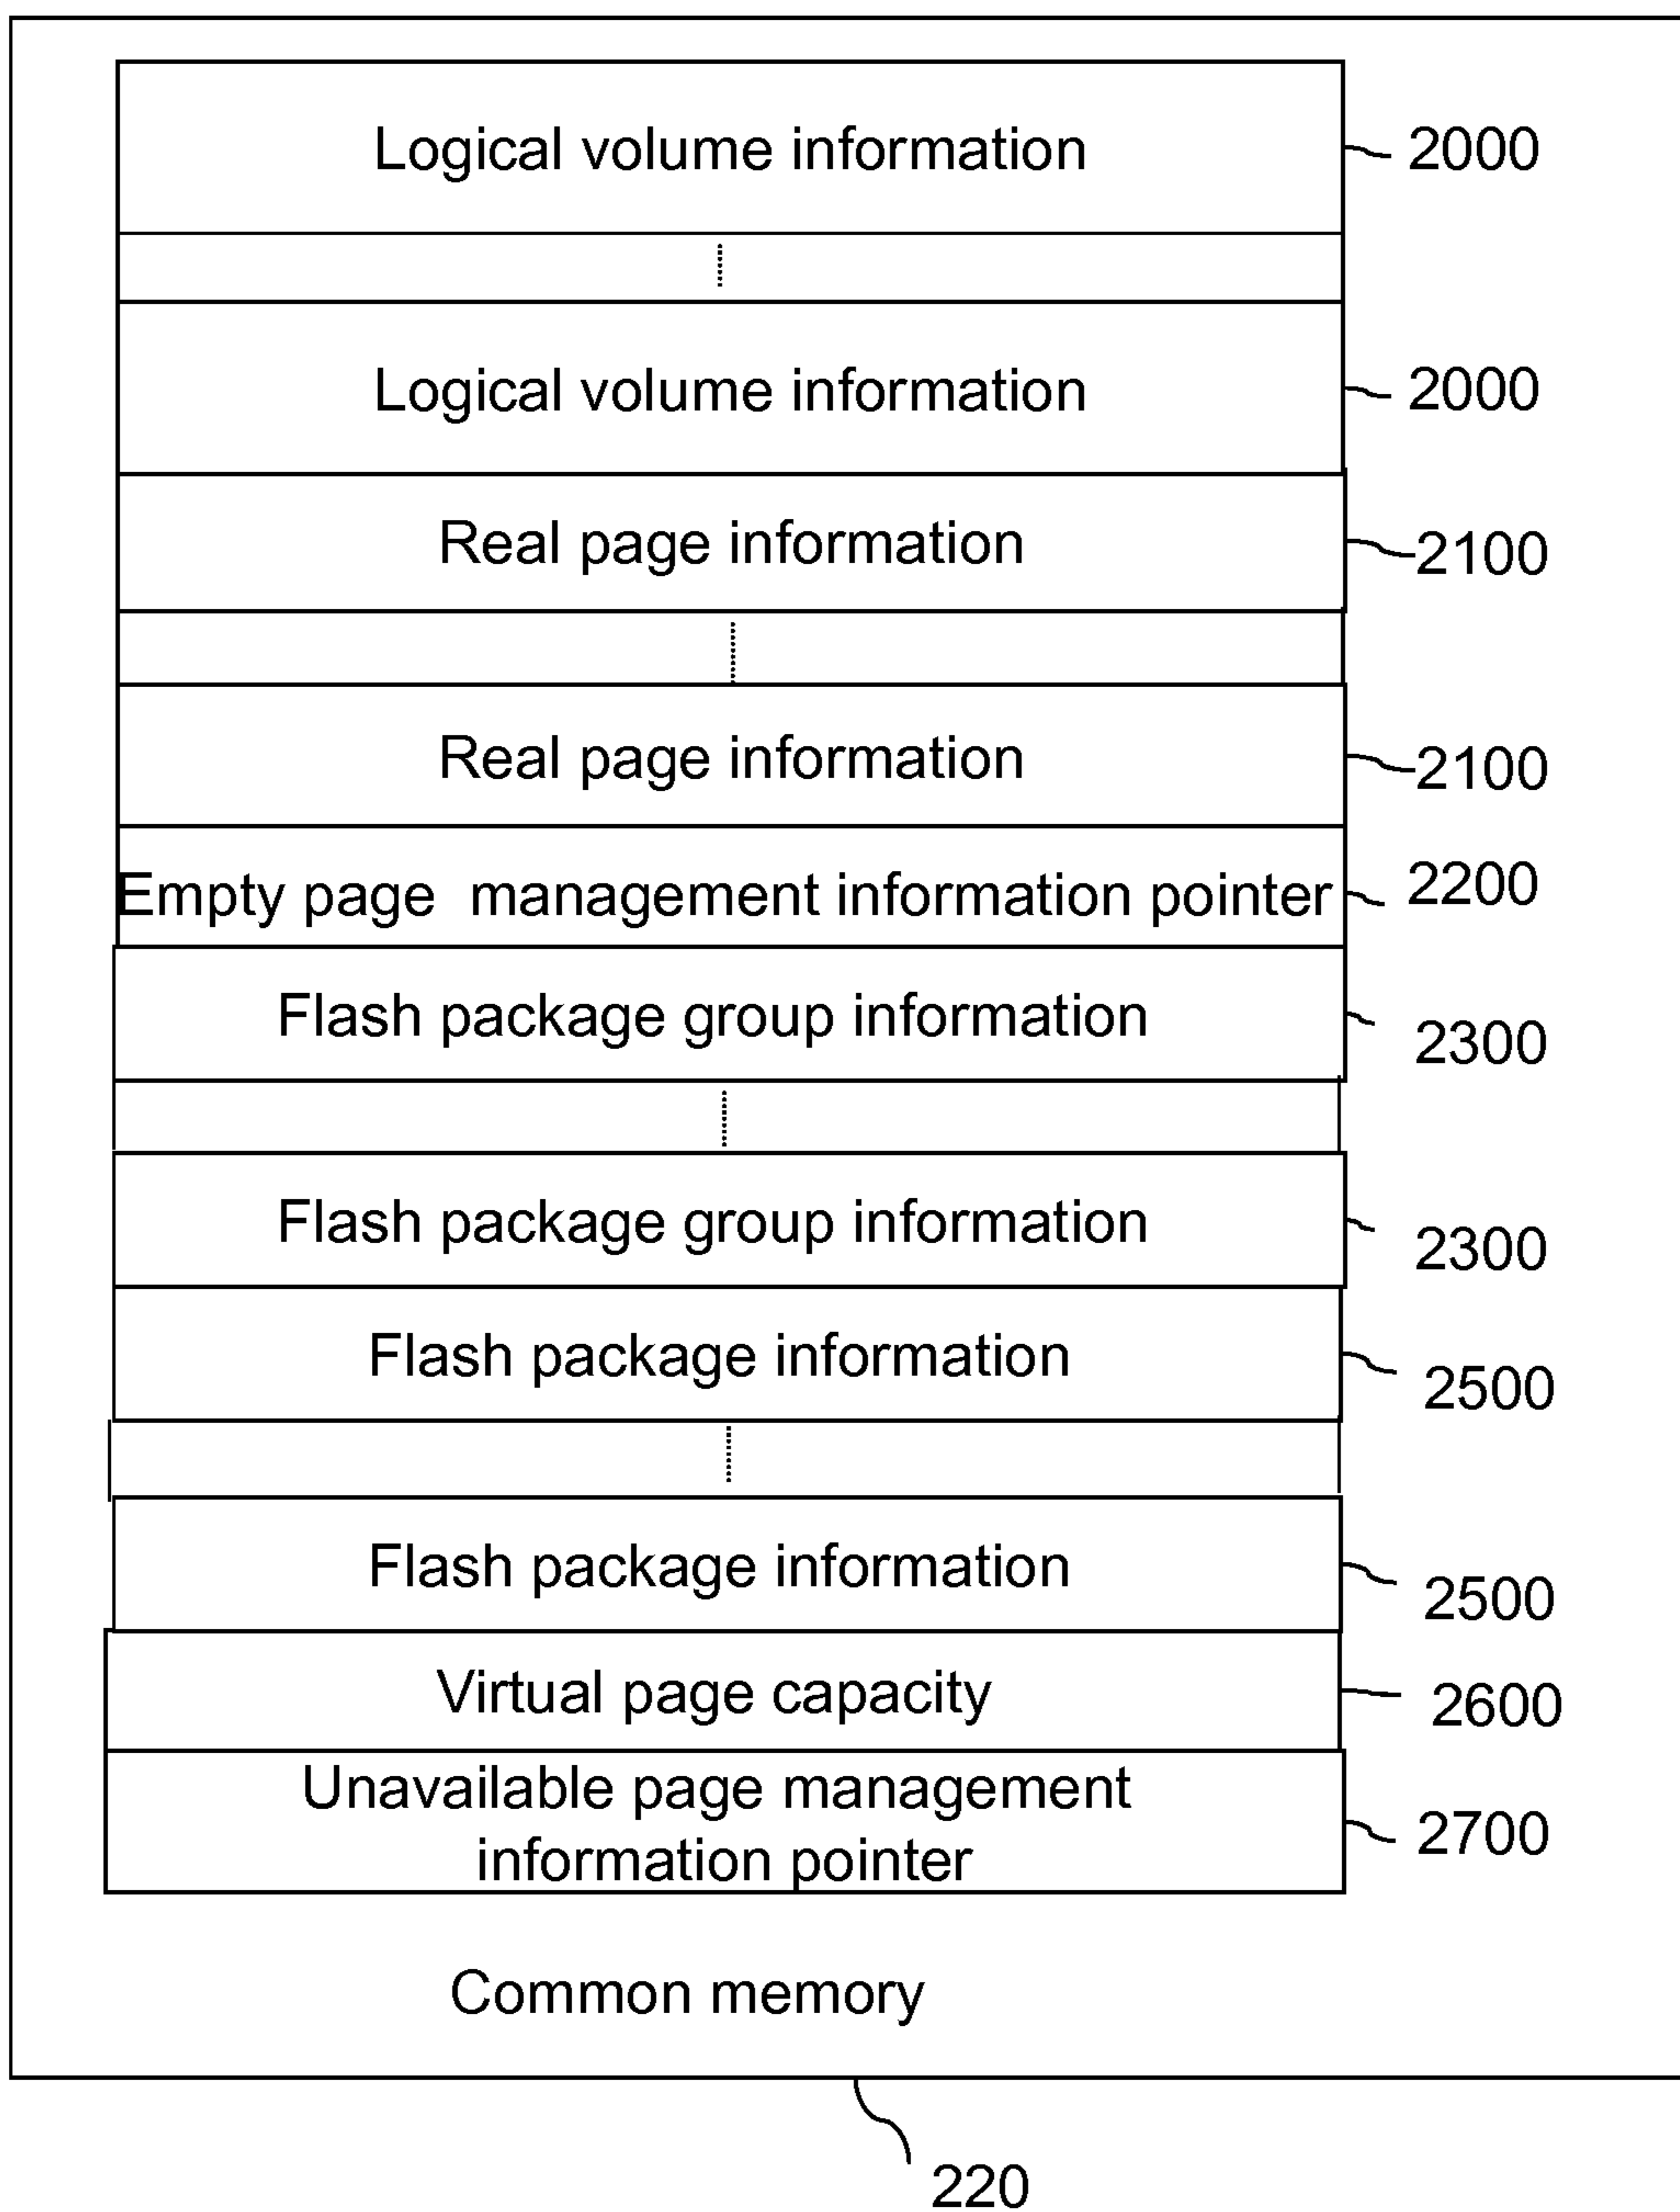 Logical volume information 2000
Logical volume information 2000
Real page information 2100
Real page information 2100
Empty page management information pointer 2200
Flash package group information 2300
Flash package group information 2300
Flash package information 2500
Flash package information 2500
Virtual page capacity 2600
Unavailable page management
information pointer 2700
Common memory
220